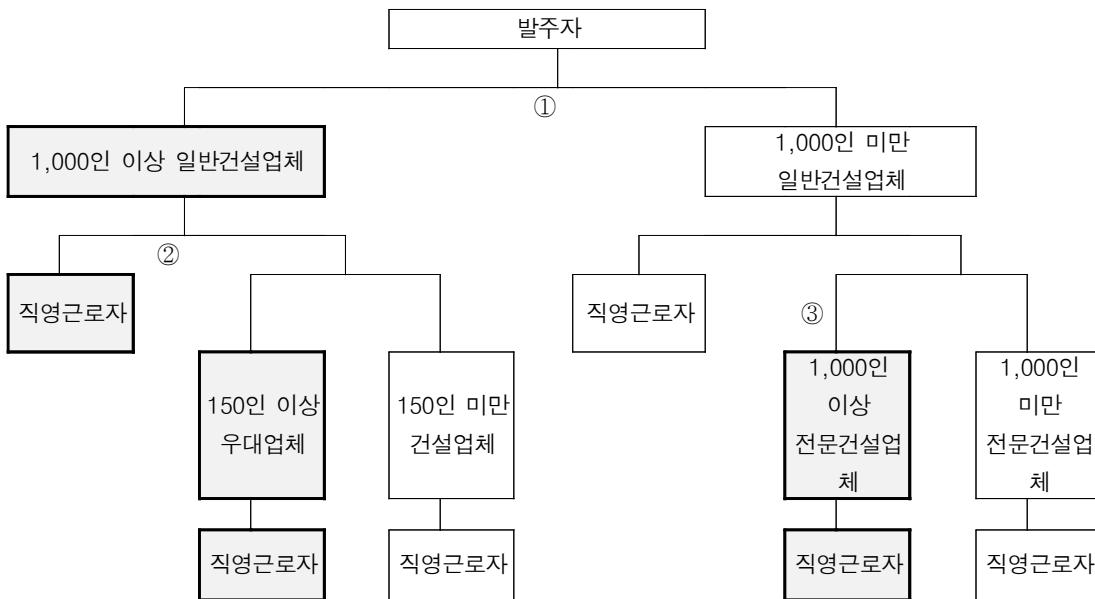 발주자
①
1,000인 이상 일반건설업체
1,000인 미만
일반건설업체
②
직영근로자
직영근로자
③
150인 이상
우대업체
150인 미만
건설업체
1,000인
이상
전문건설업
체
1,000인
미만
전문건설업
체
직영근로자
직영근로자
직영근로자
직영근로자